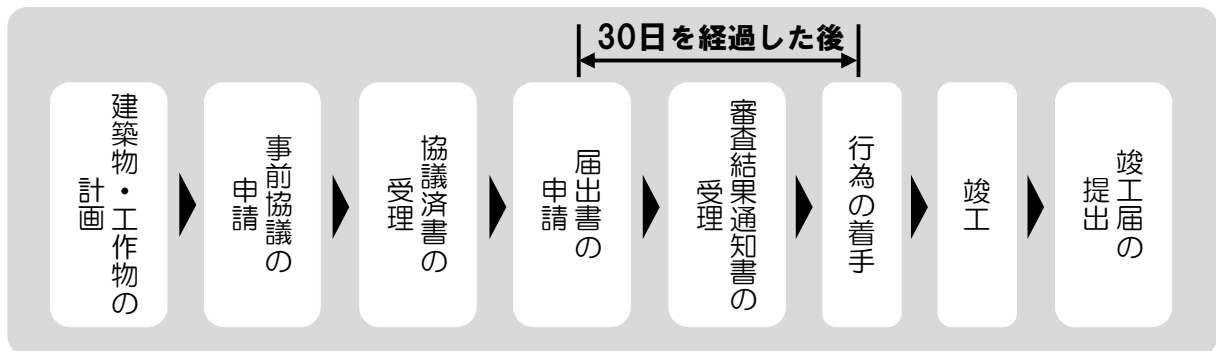 30日を経過した後
建築物・工作物の
計画
事前協議の
申請
協議済書の
受理
届出書の
申請
審査結果通知書の
受理
行為の着手
竣工
竣工届の
提出